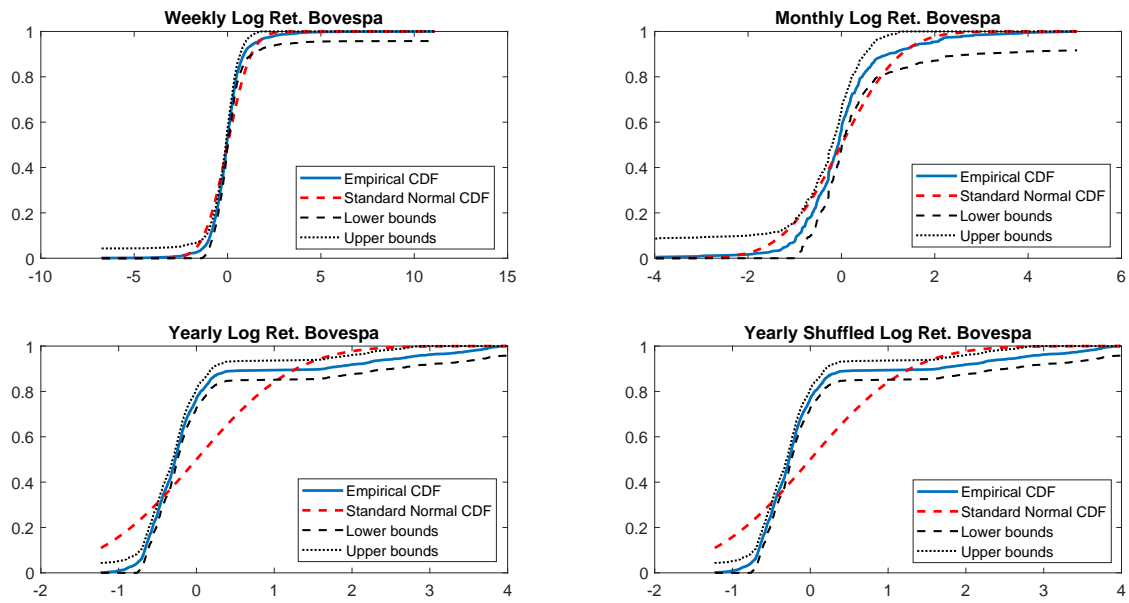 Weekly Log Ret. Bovespa
1
0.8
0.6
0.4
0.2
0
-10
-5
0
5
10
15
Empirical CDF
Standard Normal CDF
Lower bounds
Upper bounds
Monthly Log Ret. Bovespa
1
0.8
0.6
0.4
0.2
0
-4
-2
0
2
4
6
Empirical CDF
Standard Normal CDF
Lower bounds
Upper bounds
Yearly Log Ret. Bovespa
1
0.8
0.6
0.4
0.2
0
-2
-1
0
1
2
3
4
Empirical CDF
Standard Normal CDF
Lower bounds
Upper bounds
Yearly Shuffled Log Ret. Bovespa
1
0.8
0.6
0.4
0.2
0
-2
-1
0
1
2
3
4
Empirical CDF
Standard Normal CDF
Lower bounds
Upper bounds